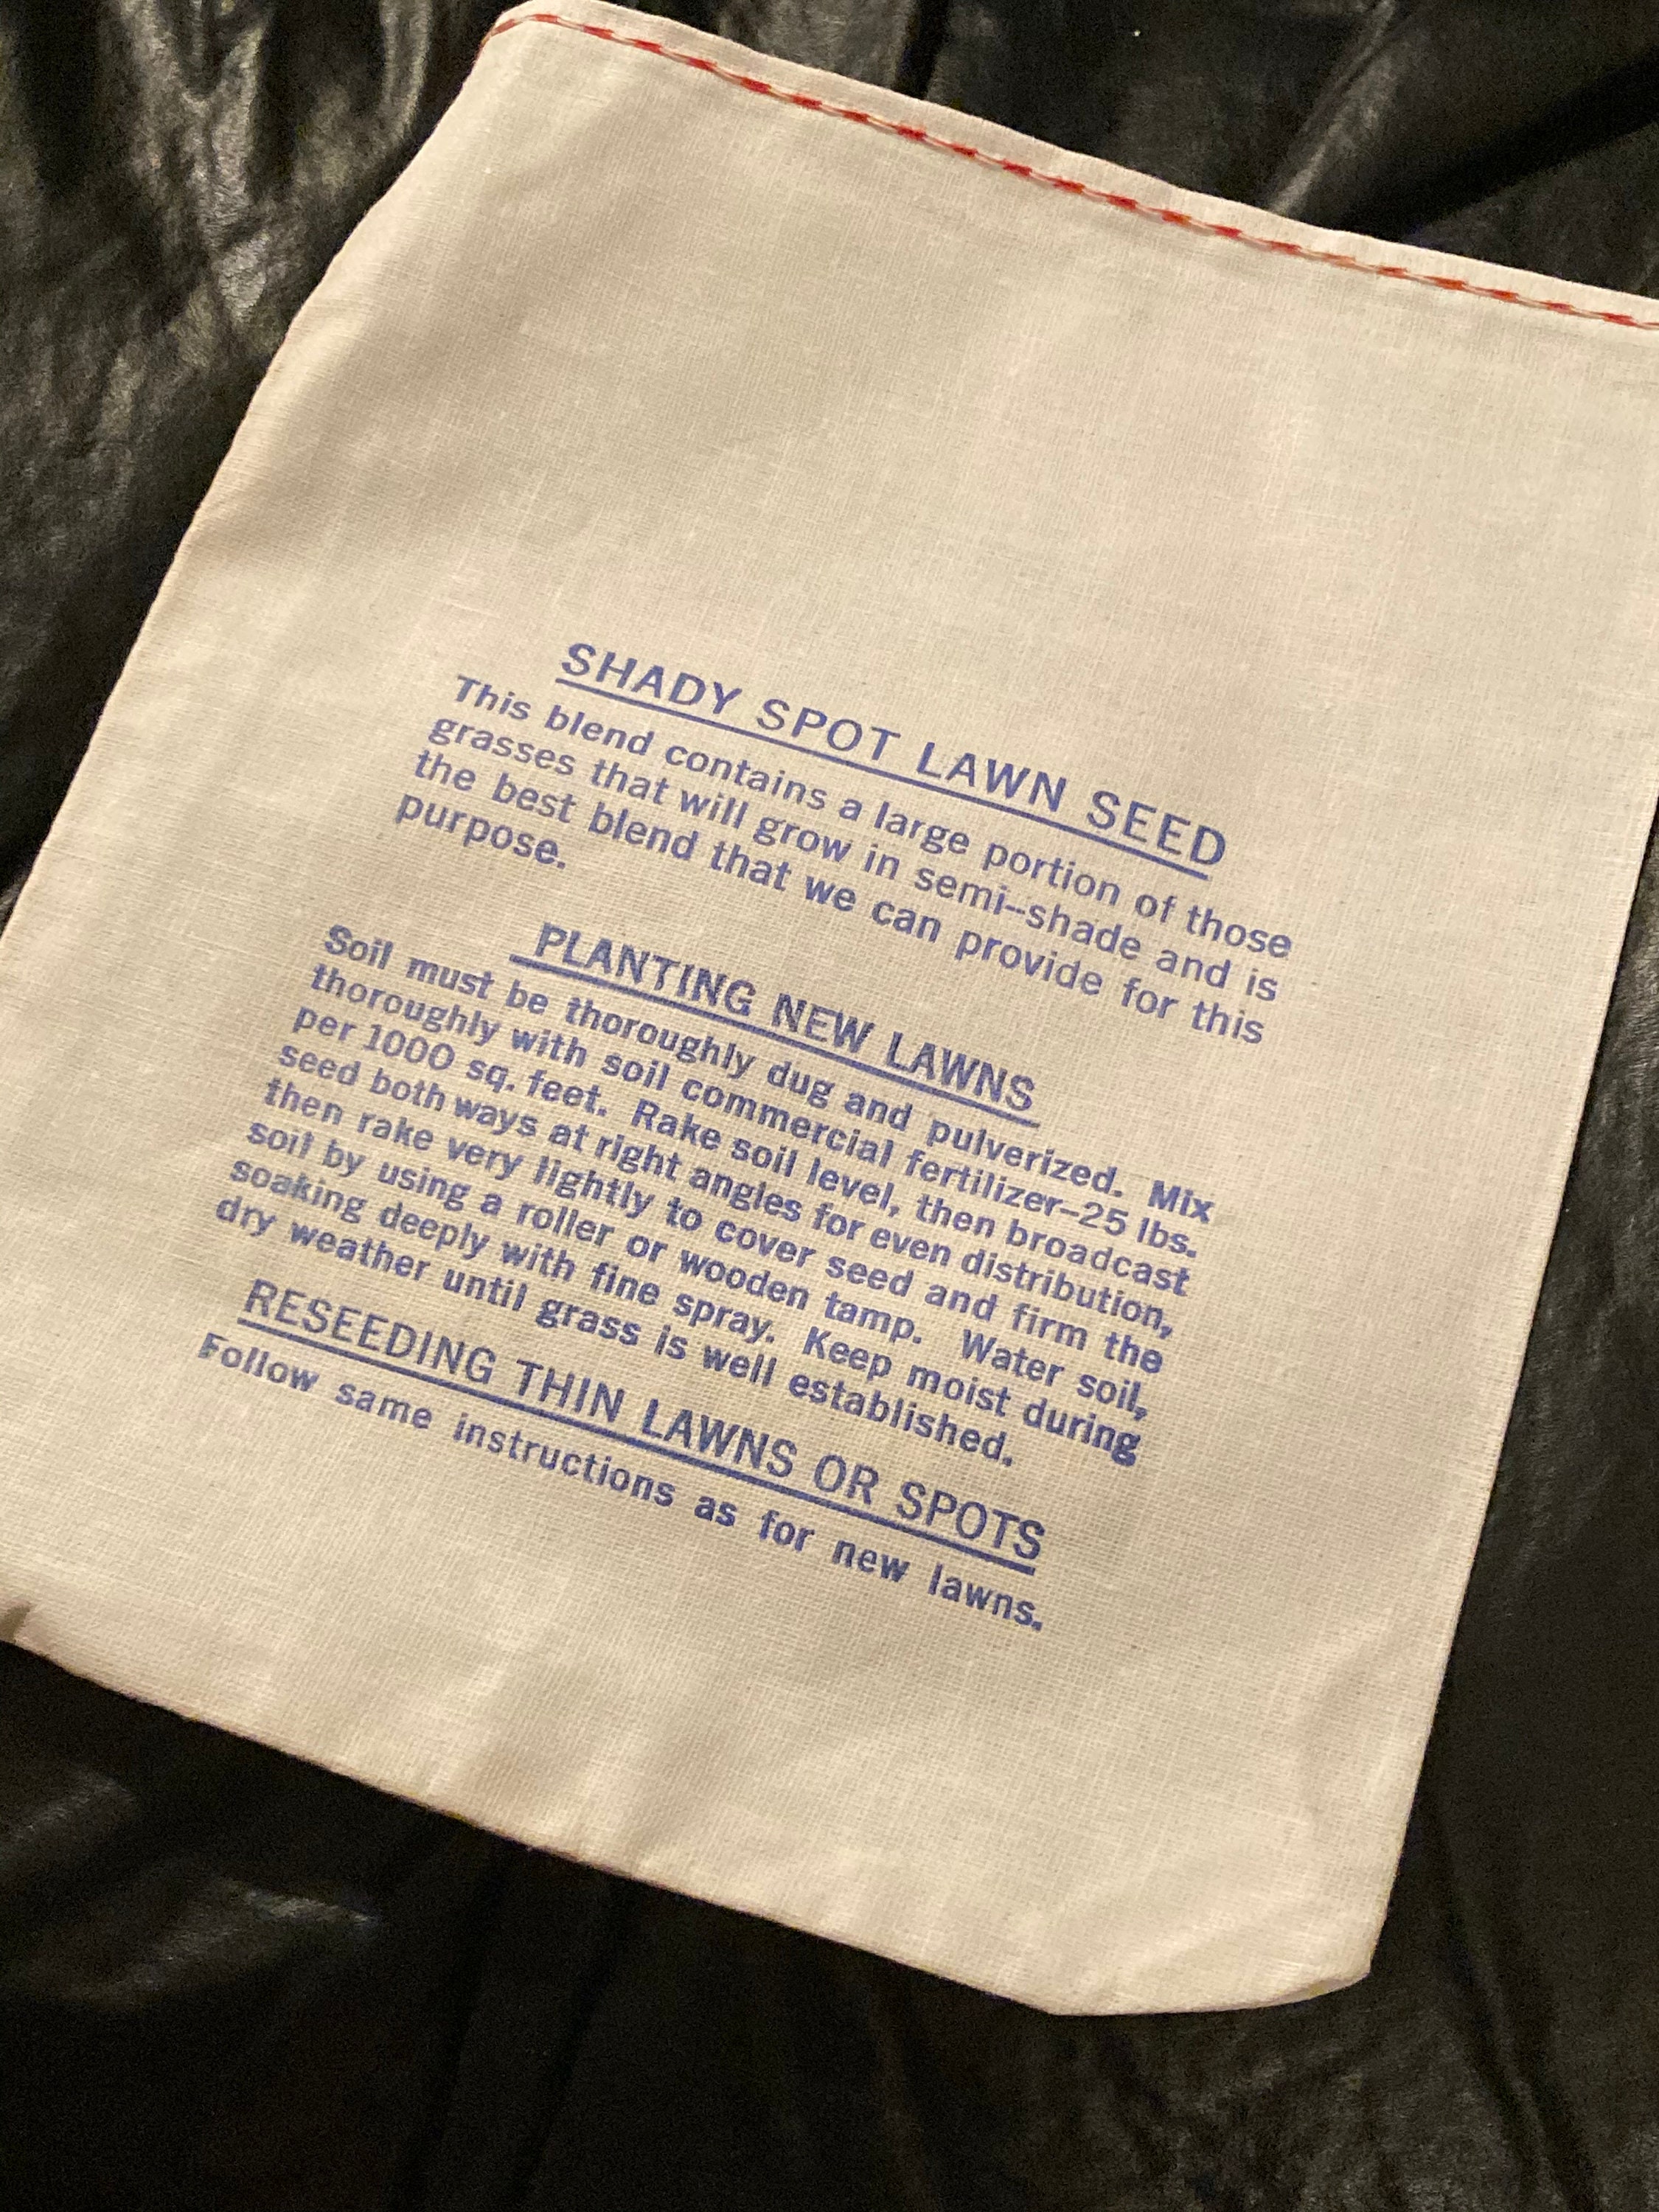 SHADY SPOT LAWN SEED
This blend contains a large portion of those
grasses that will grow in semi-shade and is
the best blend that we can provide for this
purpose.
PLANTING NEW LAWNS
Soil must be thoroughly dug and pulverized. Mix
thoroughly with soil commercial fertilizer-25 lbs.
per 1000 sq. feet. Rake soil level, then broadcast
seed both ways at right angles for even distribution,
then rake very lightly to cover seed and firm the
soil by using a roller or wooden tamp. Water soil,
soaking deeply with fine spray. Keep moist during
dry weather until grass is well established.
RESEEDING THIN LAWNS OR SPOTS
Follow same instructions as for new lawns.